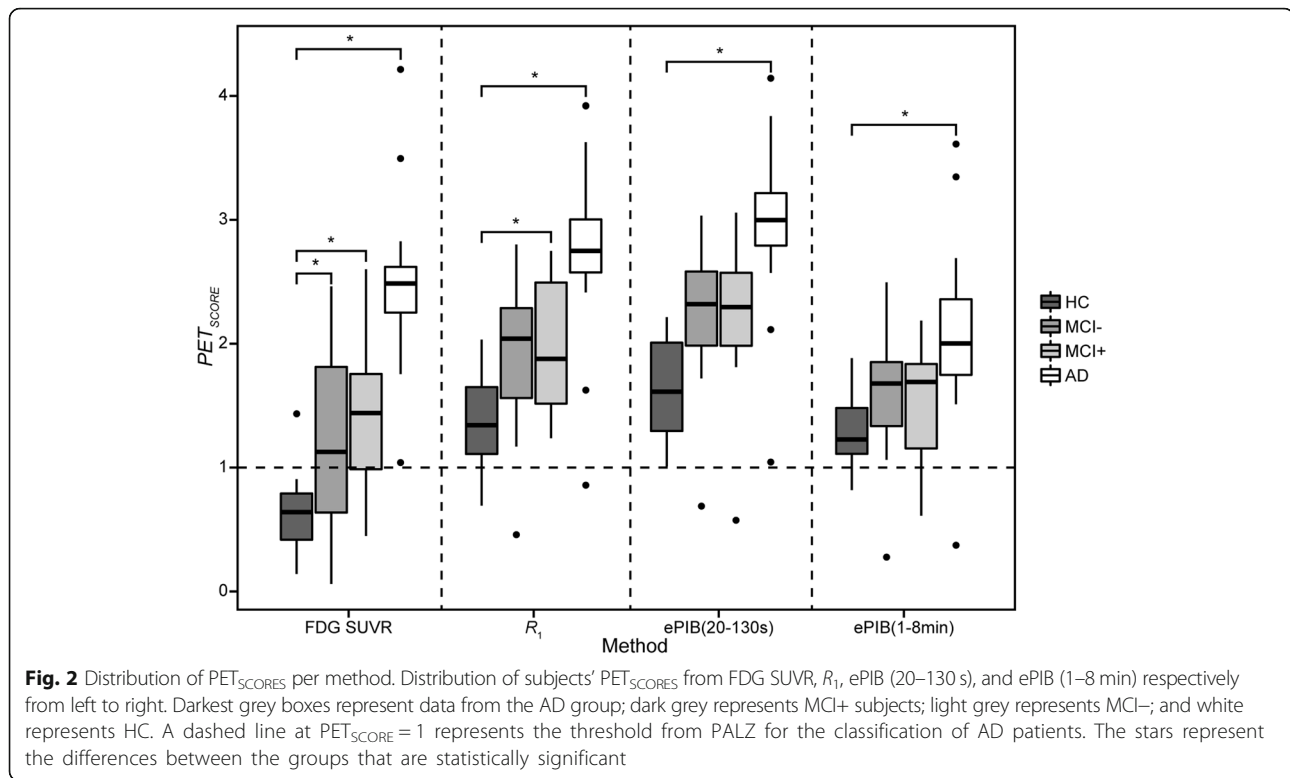 *
*
*
*
*
*
*
4
3
2
1
0
PET_SCORE
HC
MCI-
MCI+
AD
FDG SUVR R₁ ePIB(20-130s) ePIB(1-8min)
Method
Fig. 2 Distribution of PET_SCORES per method. Distribution of subjects' PET_SCORES from FDG SUVR, R₁, ePIB (20–130 s), and ePIB (1–8 min) respectively
from left to right. Darkest grey boxes represent data from the AD group; dark grey represents MCI+ subjects; light grey represents MCI−; and white
represents HC. A dashed line at PET_SCORE = 1 represents the threshold from PALZ for the classification of AD patients. The stars represent
the differences between the groups that are statistically significant